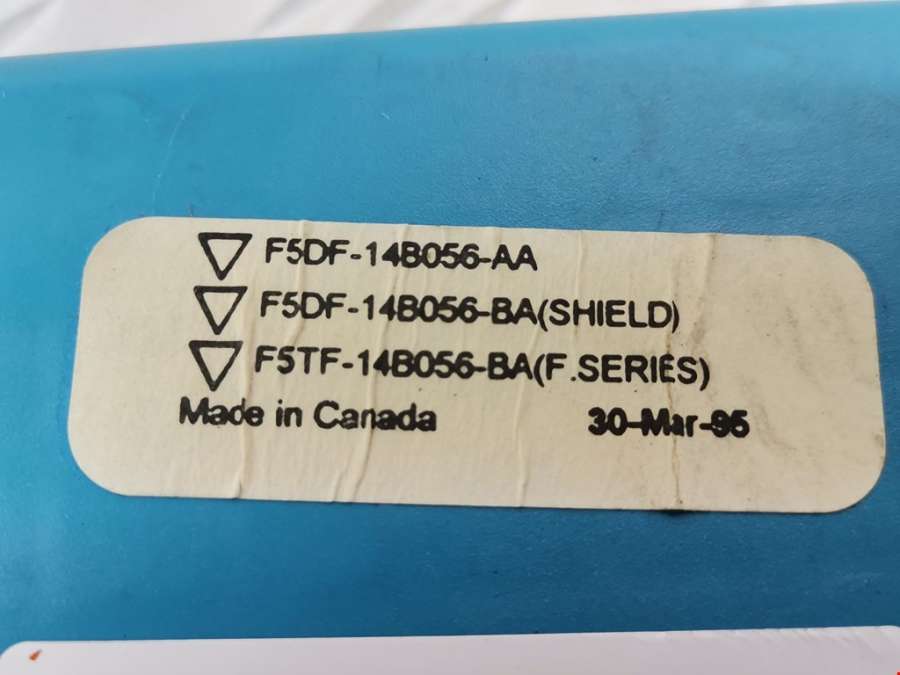 ▽ F5DF-14B056-AA
▽ F5DF-14B056-BA(SHIELD)
▽ F5TF-14B056-BA(F.SERIES)
Made in Canada 30-Mar-95